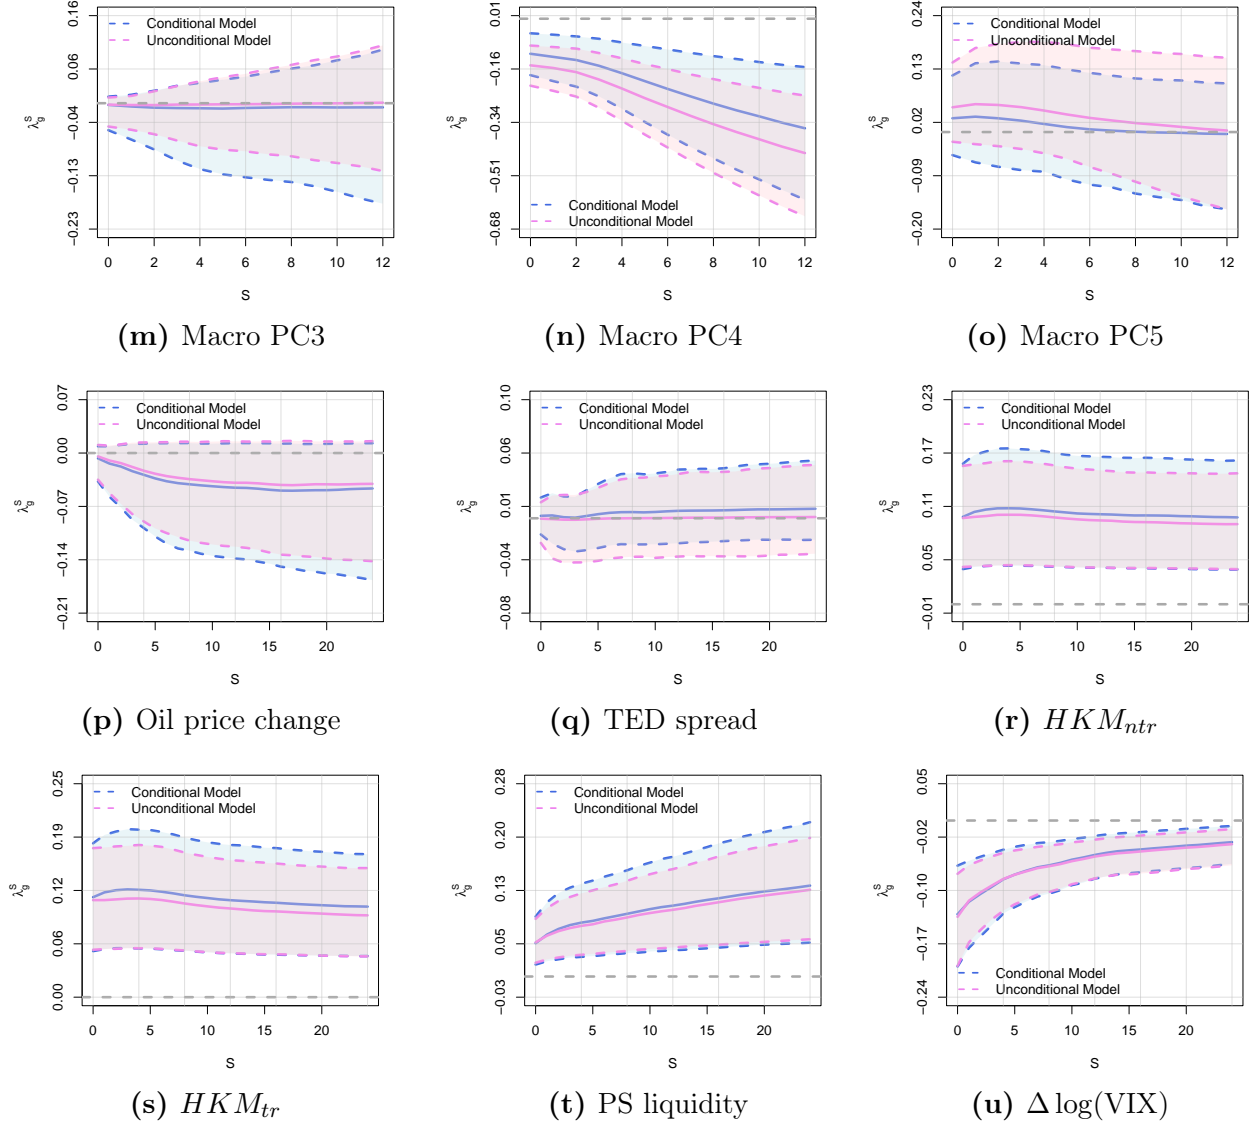 0.16
0.06
−0.04
−0.13
−0.23
λ_g^S
Conditional Model
Unconditional Model
0 2 4 6 8 10 12
S
(m) Macro PC3
0.01
−0.16
−0.34
−0.51
−0.68
λ_g^S
Conditional Model
Unconditional Model
0 2 4 6 8 10 12
S
(n) Macro PC4
0.24
0.13
0.02
−0.09
−0.20
λ_g^S
Conditional Model
Unconditional Model
0 2 4 6 8 10 12
S
(o) Macro PC5
0.07
0.00
−0.07
−0.14
−0.21
λ_g^S
Conditional Model
Unconditional Model
0 5 10 15 20
S
(p) Oil price change
0.10
0.06
0.01
−0.04
−0.08
λ_g^S
Conditional Model
Unconditional Model
0 5 10 15 20
S
(q) TED spread
0.23
0.17
0.11
0.05
−0.01
λ_g^S
Conditional Model
Unconditional Model
0 5 10 15 20
S
(r) HKM_ntr
0.25
0.19
0.12
0.06
0.00
λ_g^S
Conditional Model
Unconditional Model
0 5 10 15 20
S
(s) HKM_tr
0.28
0.20
0.13
0.05
−0.03
λ_g^S
Conditional Model
Unconditional Model
0 5 10 15 20
S
(t) PS liquidity
0.05
−0.02
−0.10
−0.17
−0.24
λ_g^S
Conditional Model
Unconditional Model
0 5 10 15 20
S
(u) Δ log(VIX)